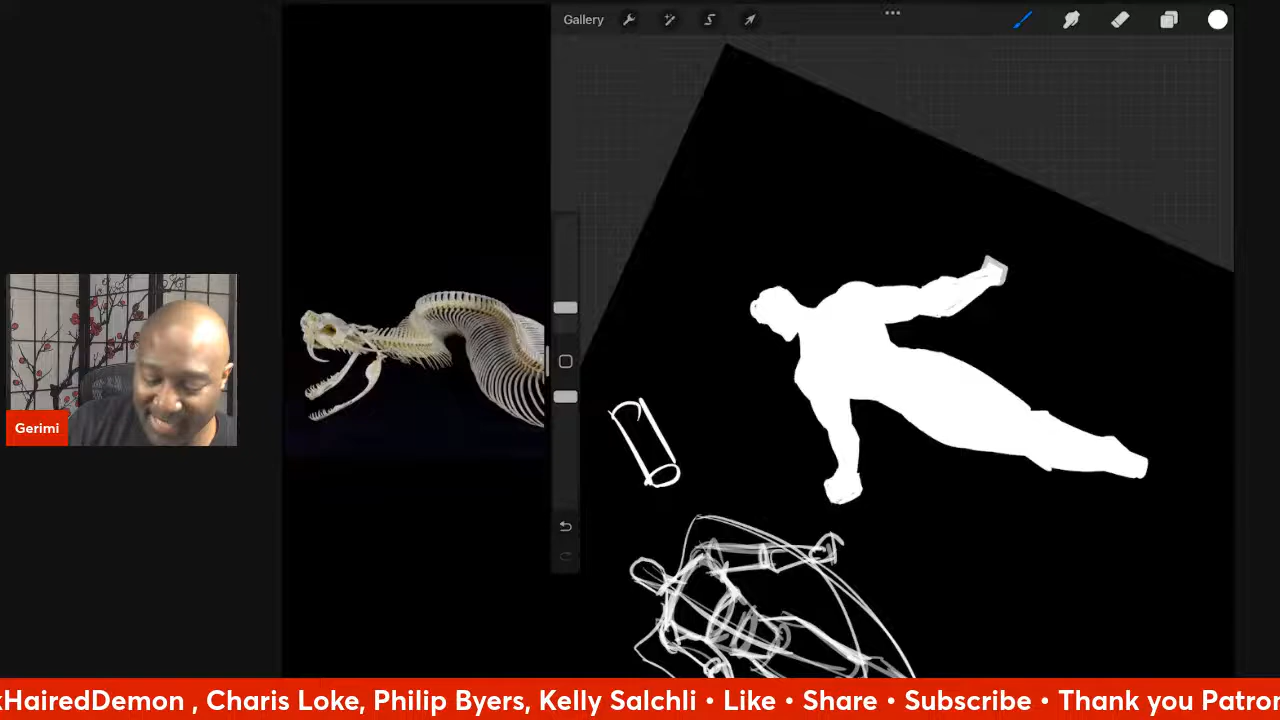 Gallery
Gerimi
HairedDemon , Charis Loke, Philip Byers, Kelly Salchli • Like • Share • Subscribe • Thank you Patron